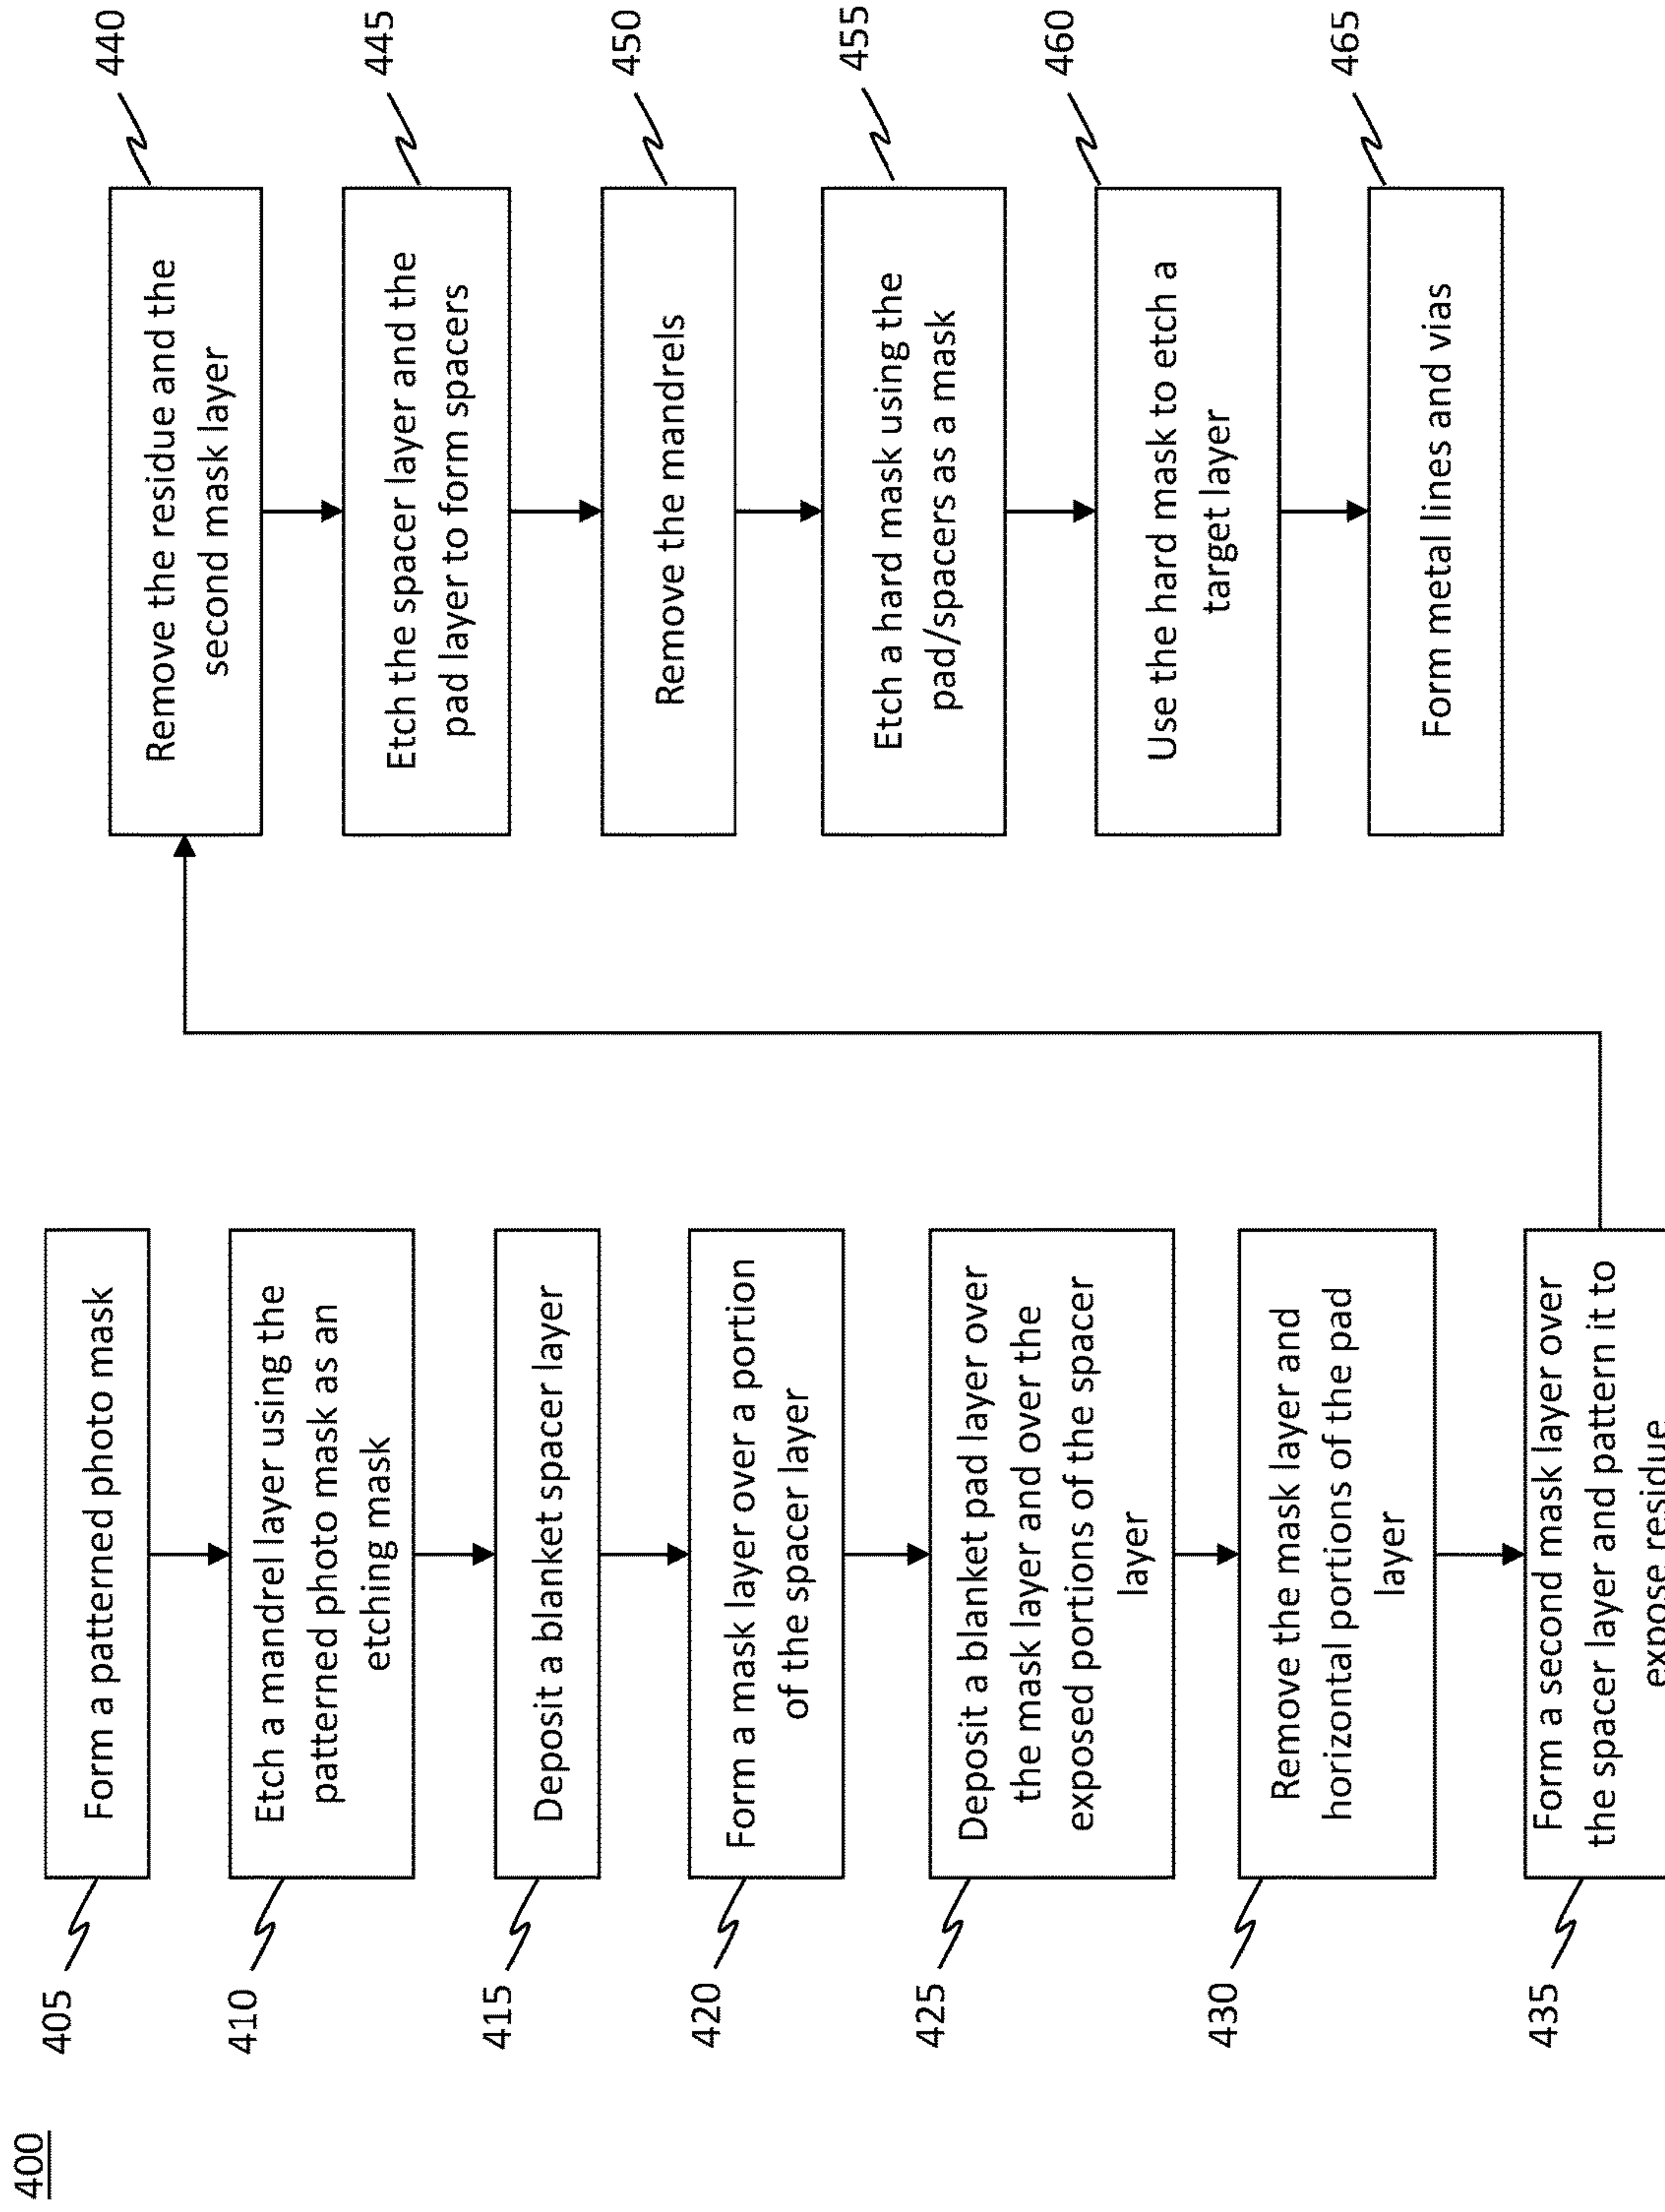 400
405
Form a patterned photo mask
410
Etch a mandrel layer using the
patterned photo mask as an
etching mask
415
Deposit a blanket spacer layer
420
Form a mask layer over a portion
of the spacer layer
425
Deposit a blanket pad layer over
the mask layer and over the
exposed portions of the spacer
layer
430
Remove the mask layer and
horizontal portions of the pad
layer
435
Form a second mask layer over
the spacer layer and pattern it to
expose residue
440
Remove the residue and the
second mask layer
445
Etch the spacer layer and the
pad layer to form spacers
450
Remove the mandrels
455
Etch a hard mask using the
pad/spacers as a mask
460
Use the hard mask to etch a
target layer
465
Form metal lines and vias